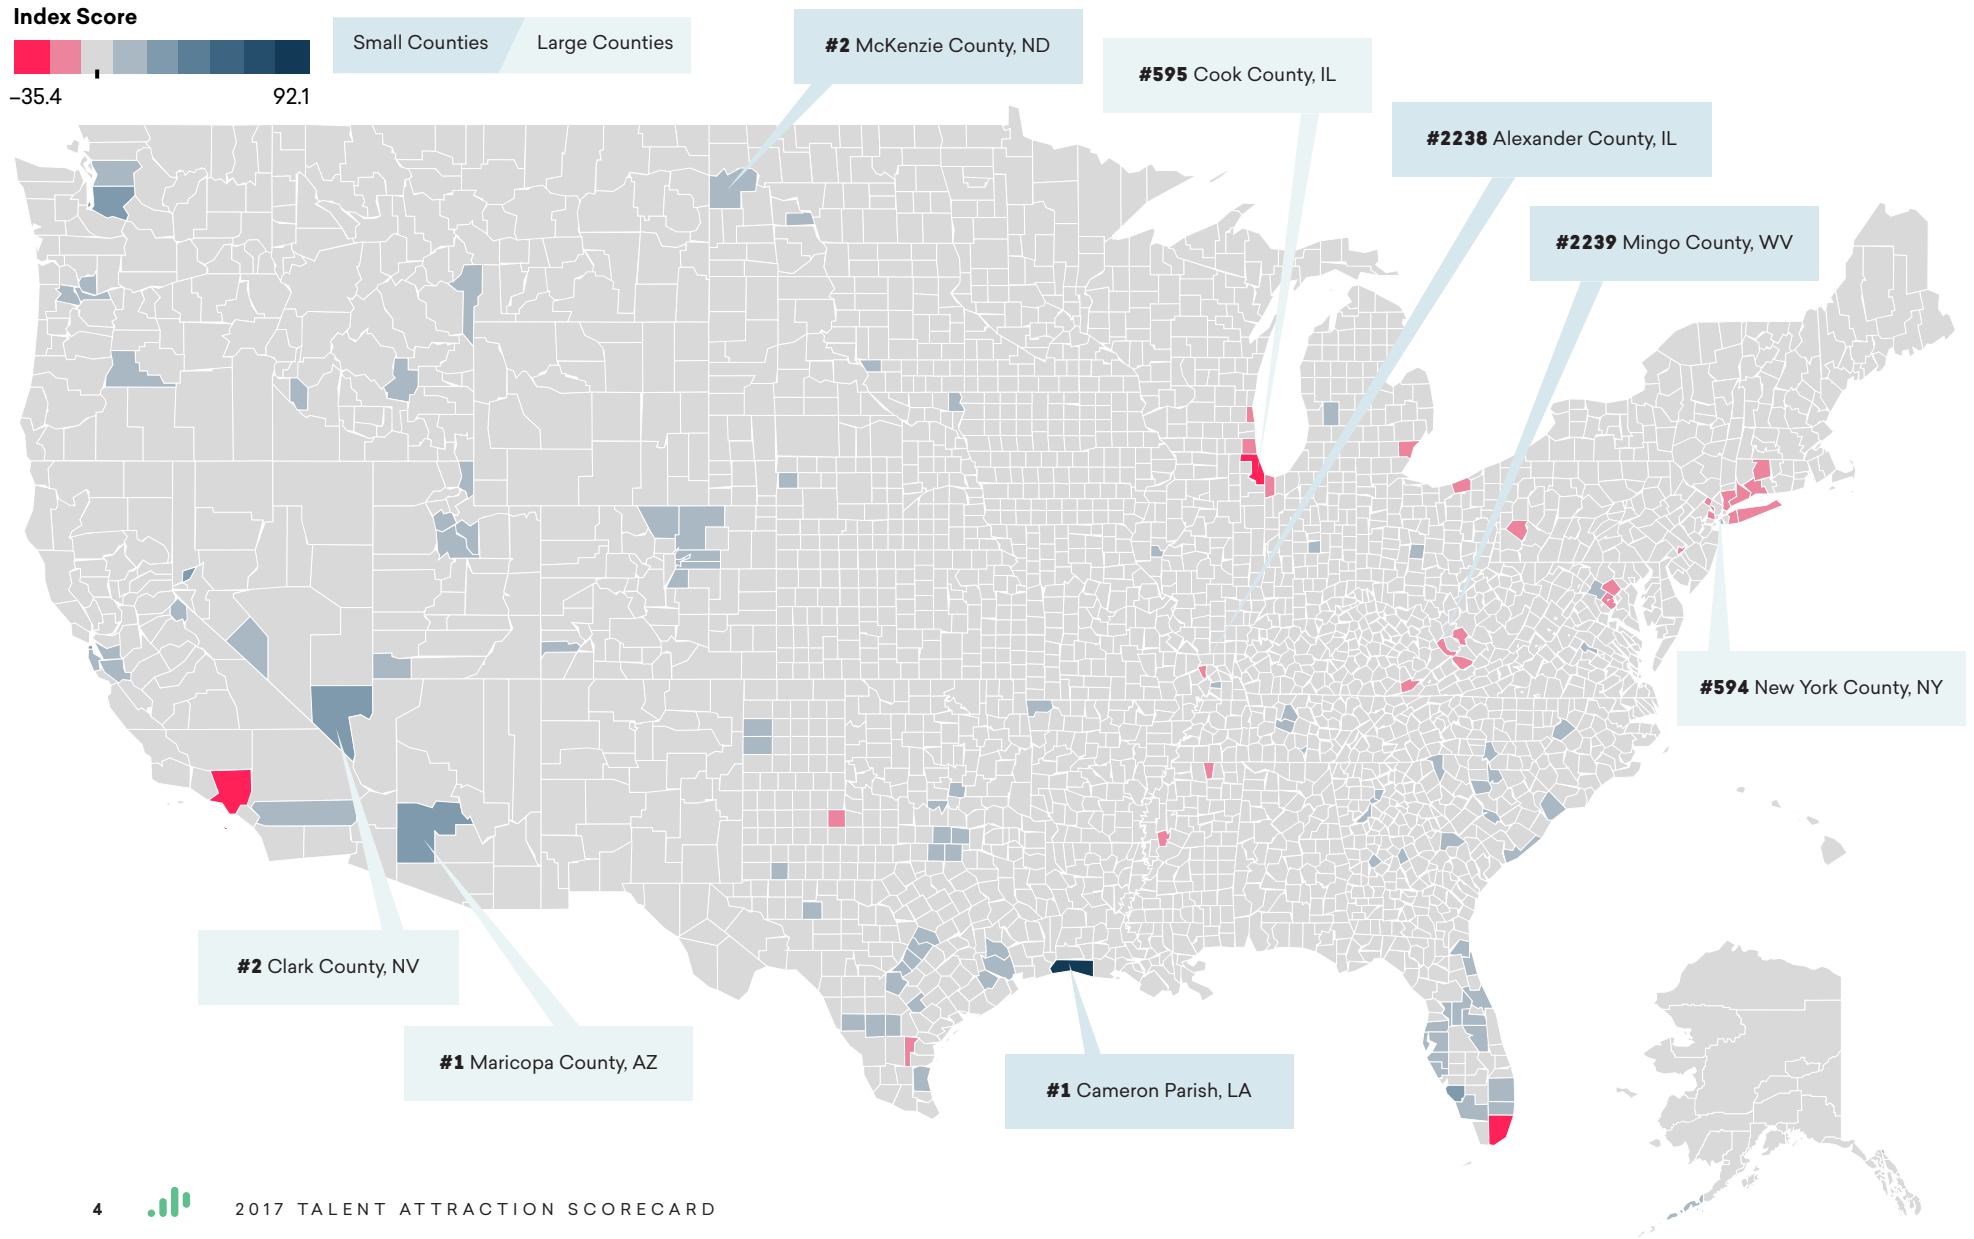 Index Score
–35.4
92.1
Small Counties
Large Counties
#2 McKenzie County, ND
#595 Cook County, IL
#2238 Alexander County, IL
#2239 Mingo County, WV
#594 New York County, NY
#2 Clark County, NV
#1 Maricopa County, AZ
#1 Cameron Parish, LA
4
2017 TALENT ATTRACTION SCORECARD